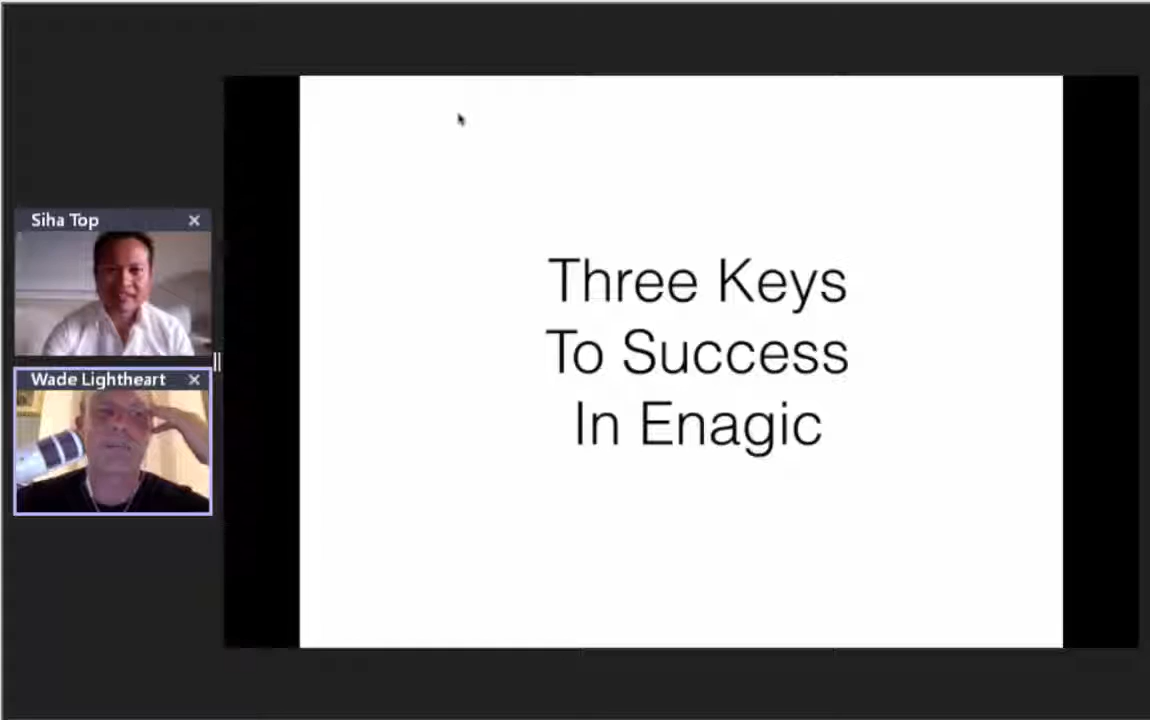 Siha Top
Wade Lightheart
Three Keys
To Success
In Enagic